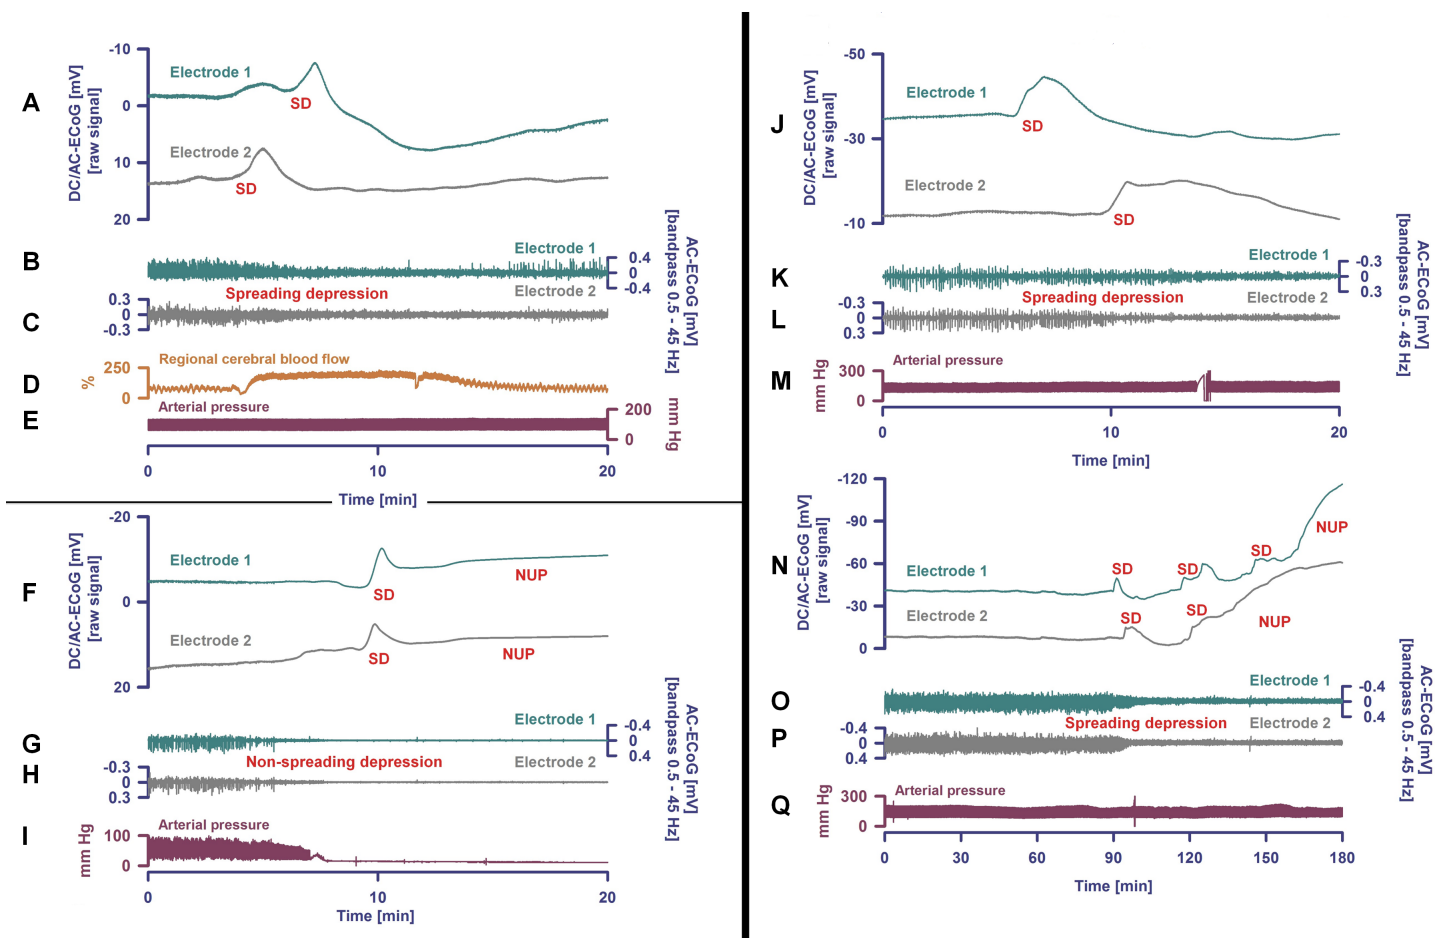 A
-10
0
10
20
DC/AC-ECoG [mV]
[raw signal]
Electrode 1
SD
Electrode 2
SD
B
Electrode 1
0.4
0
-0.4
AC-ECoG [mV]
[bandpass 0.5 - 45 Hz]
C
0.3
0
-0.3
Spreading depression
Electrode 2
D
%
250
0
Regional cerebral blood flow
E
Arterial pressure
200
0
mm Hg
0
10
20
Time [min]
F
-20
0
20
DC/AC-ECoG [mV]
[raw signal]
Electrode 1
SD
NUP
Electrode 2
SD
NUP
G
Electrode 1
-0.4
0
0.4
AC-ECoG [mV]
[bandpass 0.5 - 45 Hz]
H
-0.3
0
0.3
Non-spreading depression
Electrode 2
I
mm Hg
100
0
Arterial pressure
0
10
20
Time [min]
J
-50
-30
-10
DC/AC-ECoG [mV]
[raw signal]
Electrode 1
SD
Electrode 2
SD
K
Electrode 1
-0.3
0
0.3
AC-ECoG [mV]
[bandpass 0.5 - 45 Hz]
L
-0.3
0
0.3
Spreading depression
Electrode 2
M
mm Hg
300
0
Arterial pressure
0
10
20
Time [min]
N
-120
-90
-60
-30
0
DC/AC-ECoG [mV]
[raw signal]
Electrode 1
SD
SD
SD
NUP
Electrode 2
SD
SD
NUP
O
Electrode 1
-0.4
0
0.4
AC-ECoG [mV]
[bandpass 0.5 - 45 Hz]
P
-0.4
0
0.4
Spreading depression
Electrode 2
Q
mm Hg
300
0
Arterial pressure
0
30
60
90
120
150
180
Time [min]